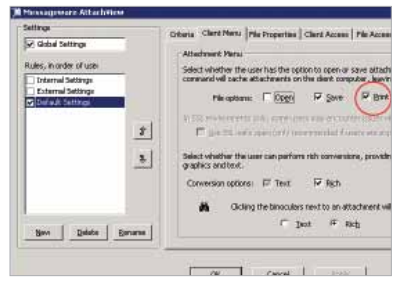 Messageware AttachView
Settings
Global Settings
Rules, in order of use:
Internal Settings
External Settings
Default Settings
New Delete Rename
Criteria Client Menu File Properties Client Access File Access
Attachment Menu
Select whether the user has the option to open or save attach
command will cache attachments on the client computer, leavin
File options: Open Save Print
Select whether the user can perform rich conversions, providin
graphics and text.
Conversion options: Text Rich
Clicking the binoculars next to an attachment will
Text Rich
OK Cancel Apply